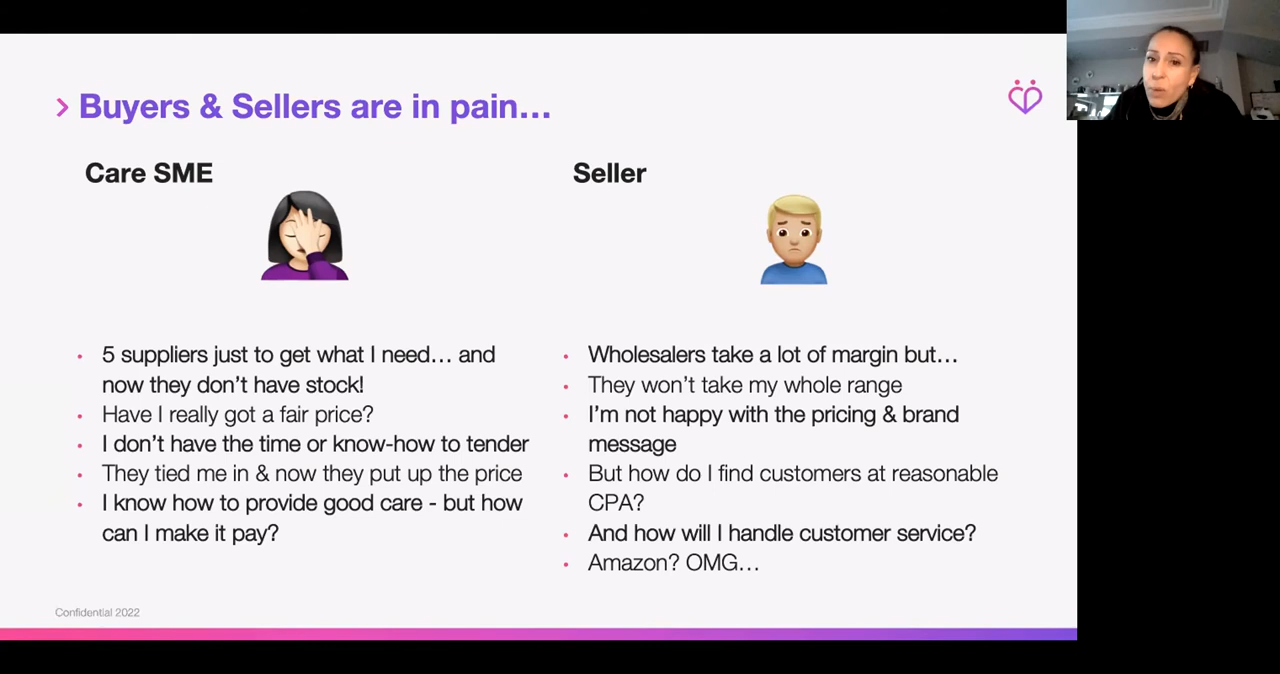 Buyers & Sellers are in pain…
Care SME
5 suppliers just to get what I need… and
now they don’t have stock!
Have I really got a fair price?
I don’t have the time or know-how to tender
They tied me in & now they put up the price
I know how to provide good care - but how
can I make it pay?
Seller
Wholesalers take a lot of margin but…
They won’t take my whole range
I’m not happy with the pricing & brand
message
But how do I find customers at reasonable
CPA?
And how will I handle customer service?
Amazon? OMG…
Confidential 2022